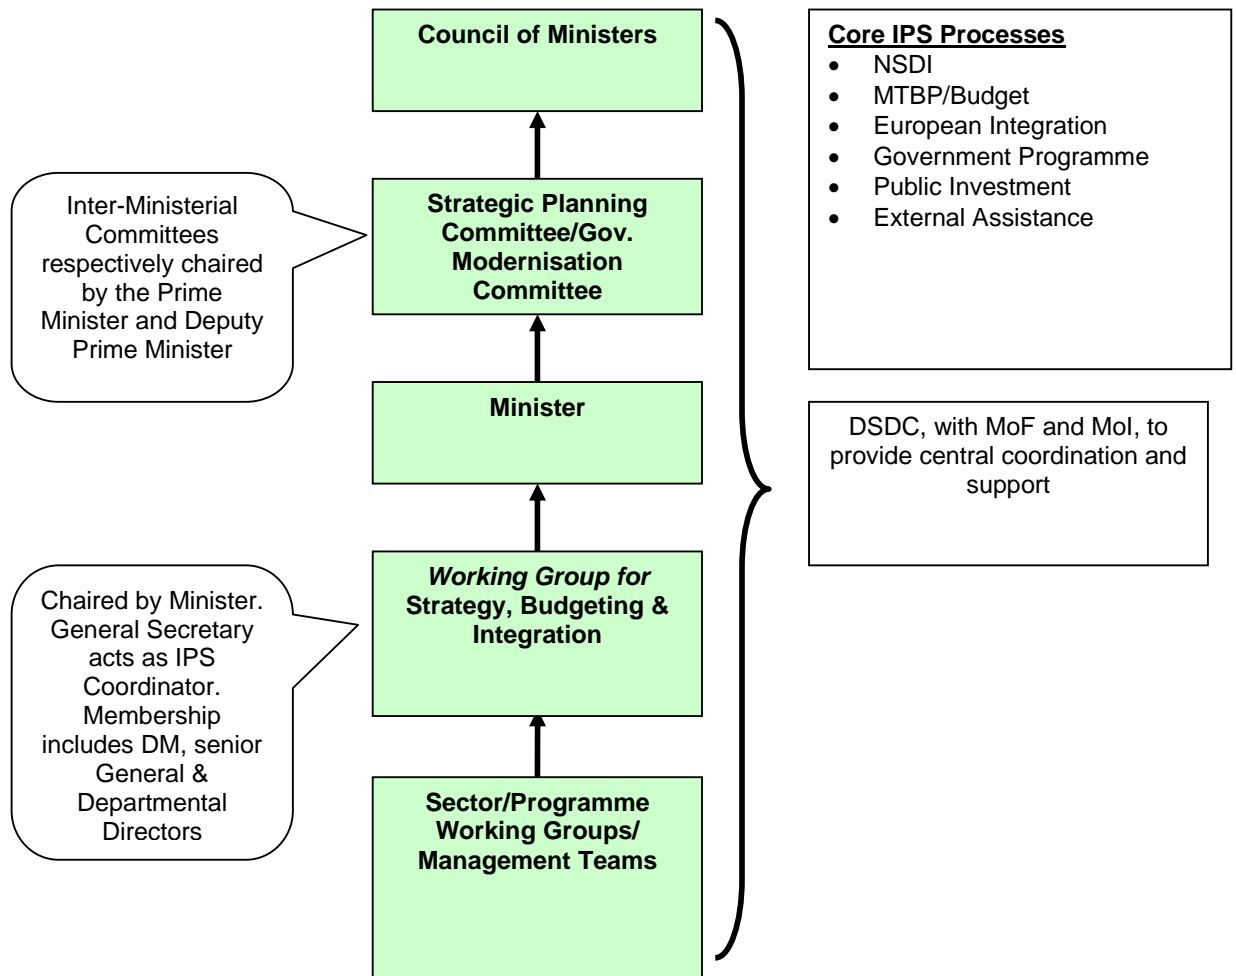 Council of Ministers
Strategic Planning
Committee/Gov.
Modernisation
Committee
Minister
Working Group for
Strategy, Budgeting &
Integration
Sector/Programme
Working Groups/
Management Teams
Inter-Ministerial
Committees
respectively chaired
by the Prime
Minister and Deputy
Prime Minister
Chaired by Minister.
General Secretary
acts as IPS
Coordinator.
Membership
includes DM, senior
General &
Departmental
Directors
Core IPS Processes
• NSDI
• MTBP/Budget
• European Integration
• Government Programme
• Public Investment
• External Assistance
DSDC, with MoF and MoI, to
provide central coordination and
support